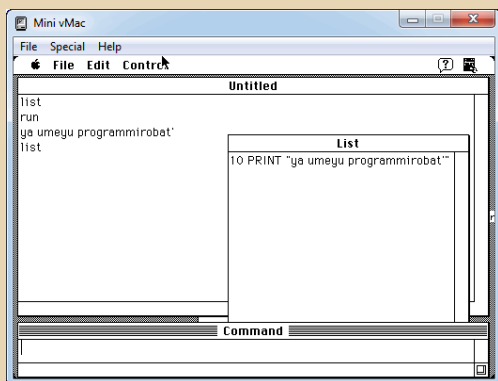 Mini vMac
File Special Help
File Edit Control
Untitled
list
run
ya umeyu programmirobat'
list
List
10 PRINT "ya umeyu programmirobat'"
Command